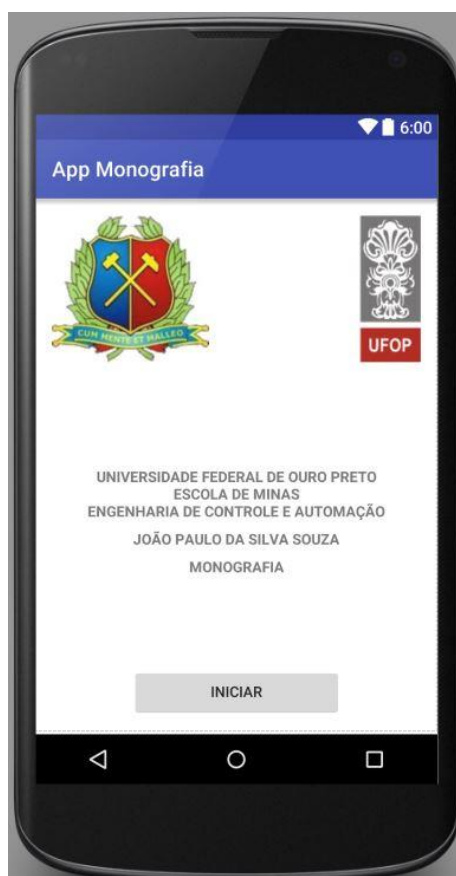 6:00
App Monografia
CUM MENTE ET MALLEO
UFOP
UNIVERSIDADE FEDERAL DE OURO PRETO
ESCOLA DE MINAS
ENGENHARIA DE CONTROLE E AUTOMAÇÃO
JOÃO PAULO DA SILVA SOUZA
MONOGRAFIA
INICIAR